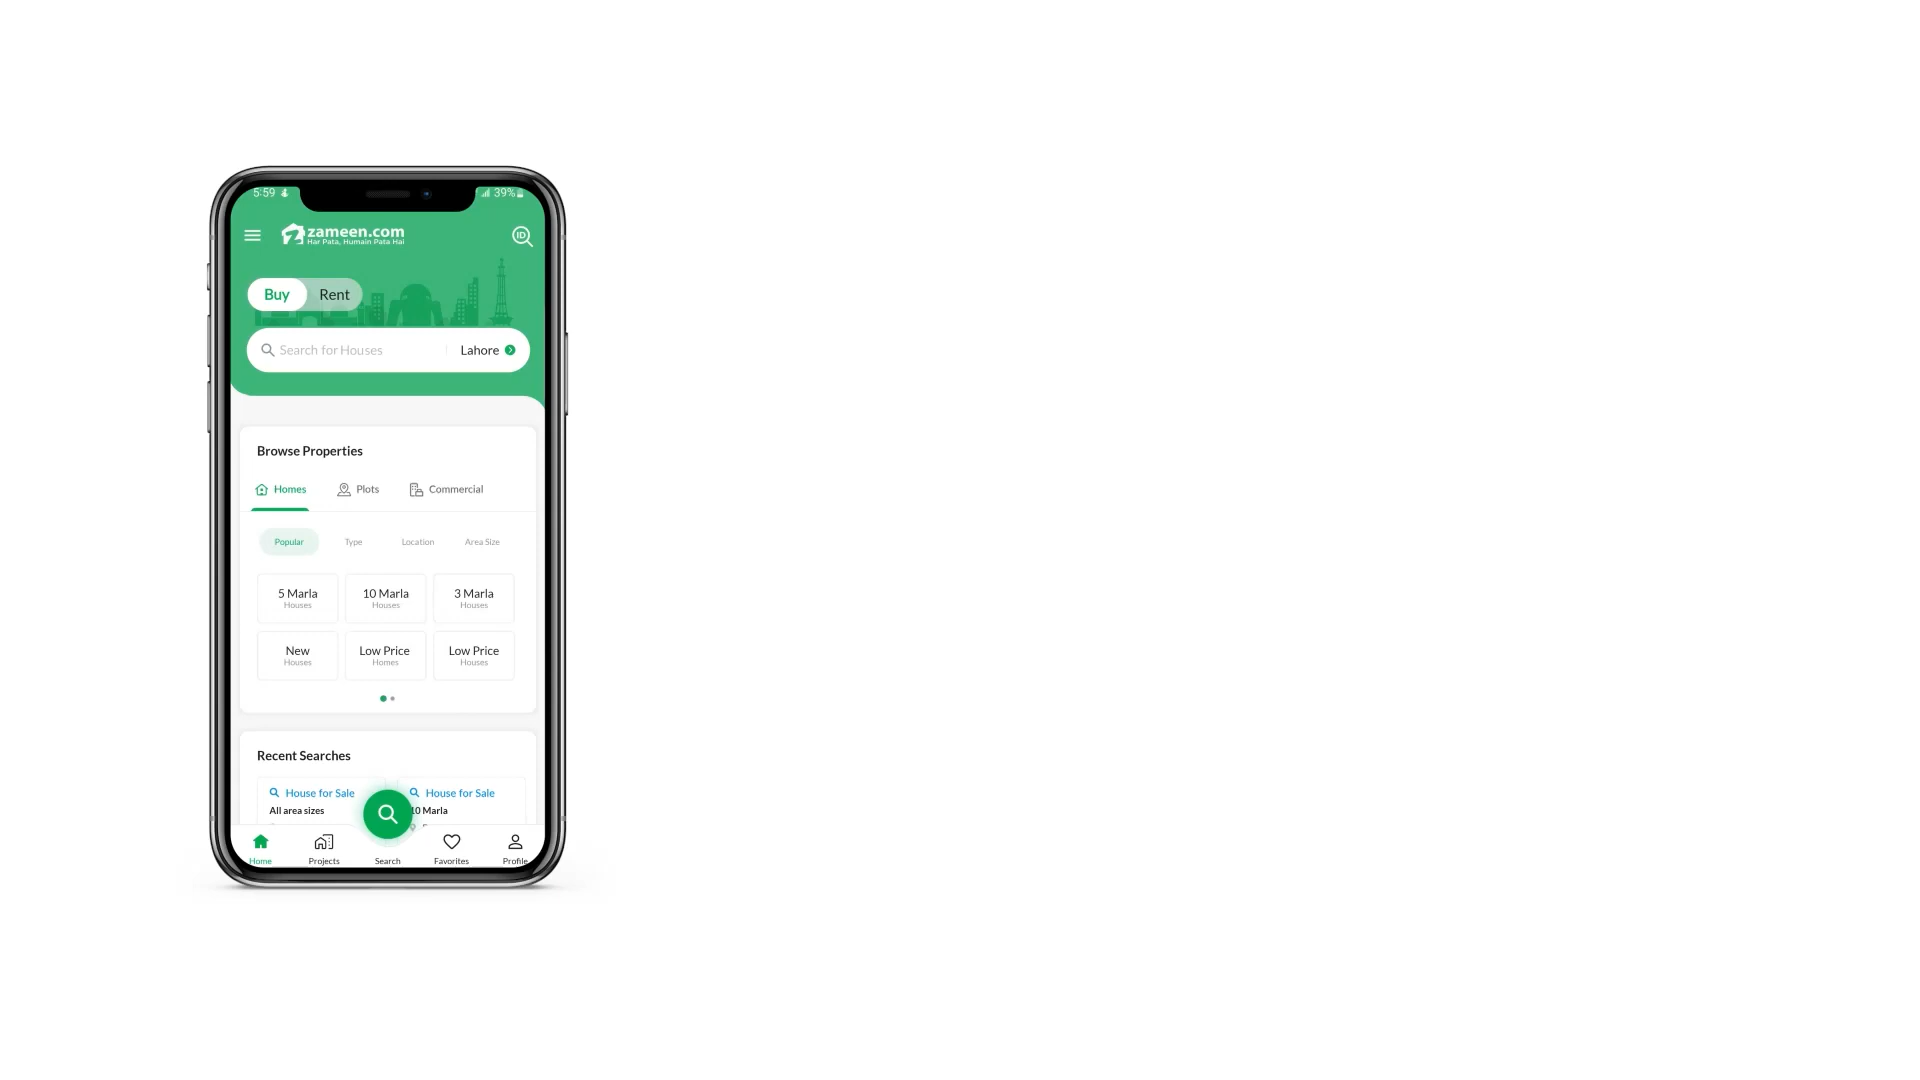 5:59
39%
zameen.com
Har Pata, Humain Pata Hai
ID
Buy Rent
Search for Houses Lahore
Browse Properties
Homes Plots Commercial
Popular Type Location Area Size
5 Marla 10 Marla 3 Marla
Houses Houses Houses
New Low Price Low Price
Houses Homes Houses
Recent Searches
House for Sale House for Sale
All area sizes 10 Marla
Home Projects Search Favorites Profile